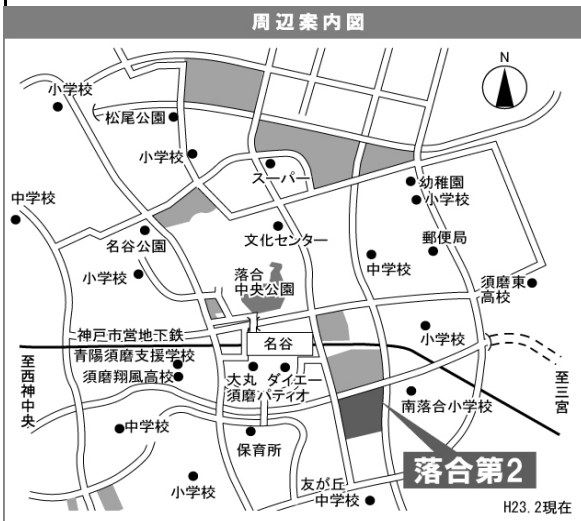 周辺案内図
N
小学校
松尾公園
小学校
スーパー
中学校
幼稚園
小学校
名谷公園
文化センター
郵便局
小学校
落合
中央公園
中学校
須磨東
高校
神戸市営地下鉄
名谷
小学校
青陽須磨支援学校
須磨翔風高校
大丸 ダイエー
須磨パティオ
至西神中央
至三宮
南落合小学校
中学校
保育所
落合第2
小学校
友が丘
中学校
H23.2現在